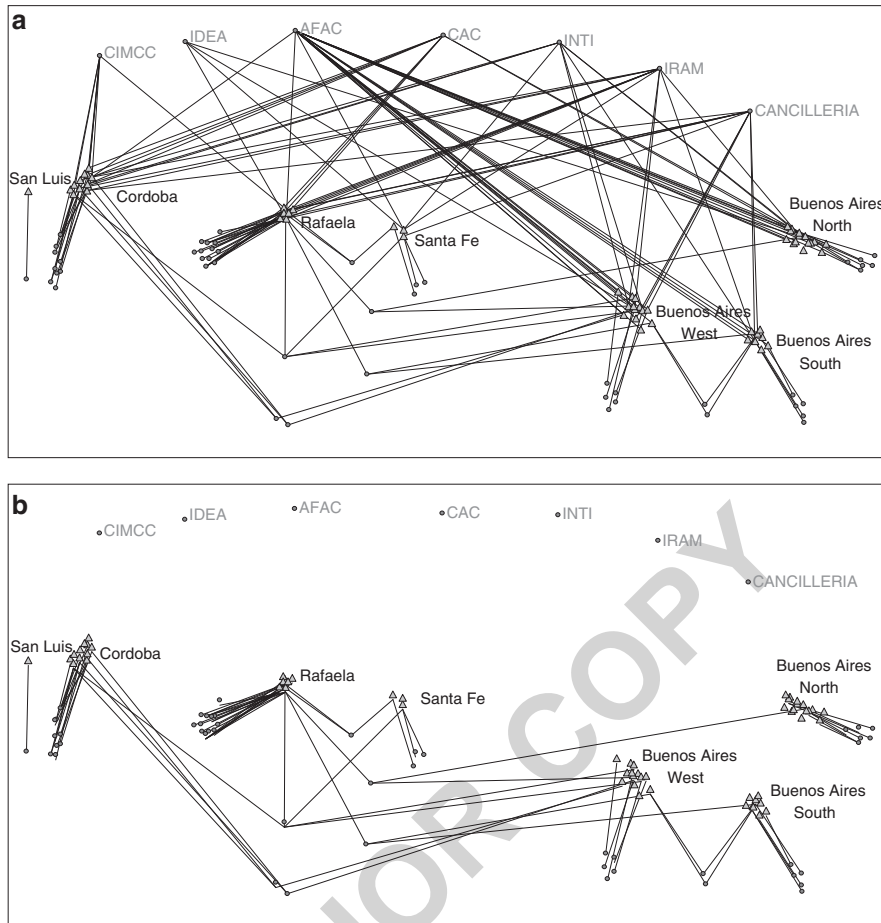 a
CIMCC
IDEA
AFAC
CAC
INTI
IRAM
CANCILLERIA
San Luis
Cordoba
Rafaela
Santa Fe
Buenos Aires
North
Buenos Aires
West
Buenos Aires
South
b
CIMCC
IDEA
AFAC
CAC
INTI
IRAM
CANCILLERIA
San Luis
Cordoba
Rafaela
Santa Fe
Buenos Aires
North
Buenos Aires
West
Buenos Aires
South
OR COPY